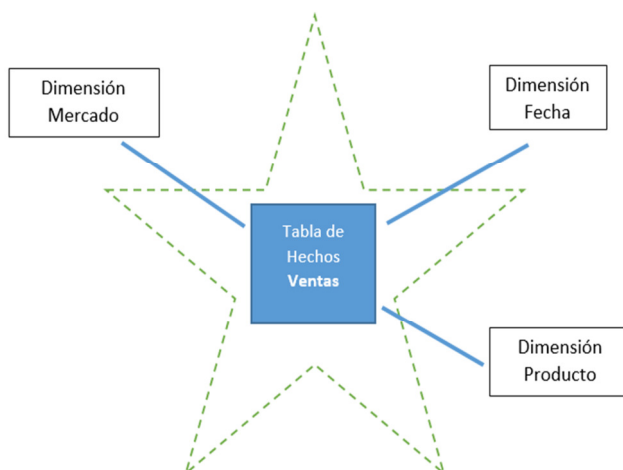 Dimensión
Mercado
Dimensión
Fecha
Tabla de
Hechos
Ventas
Dimensión
Producto